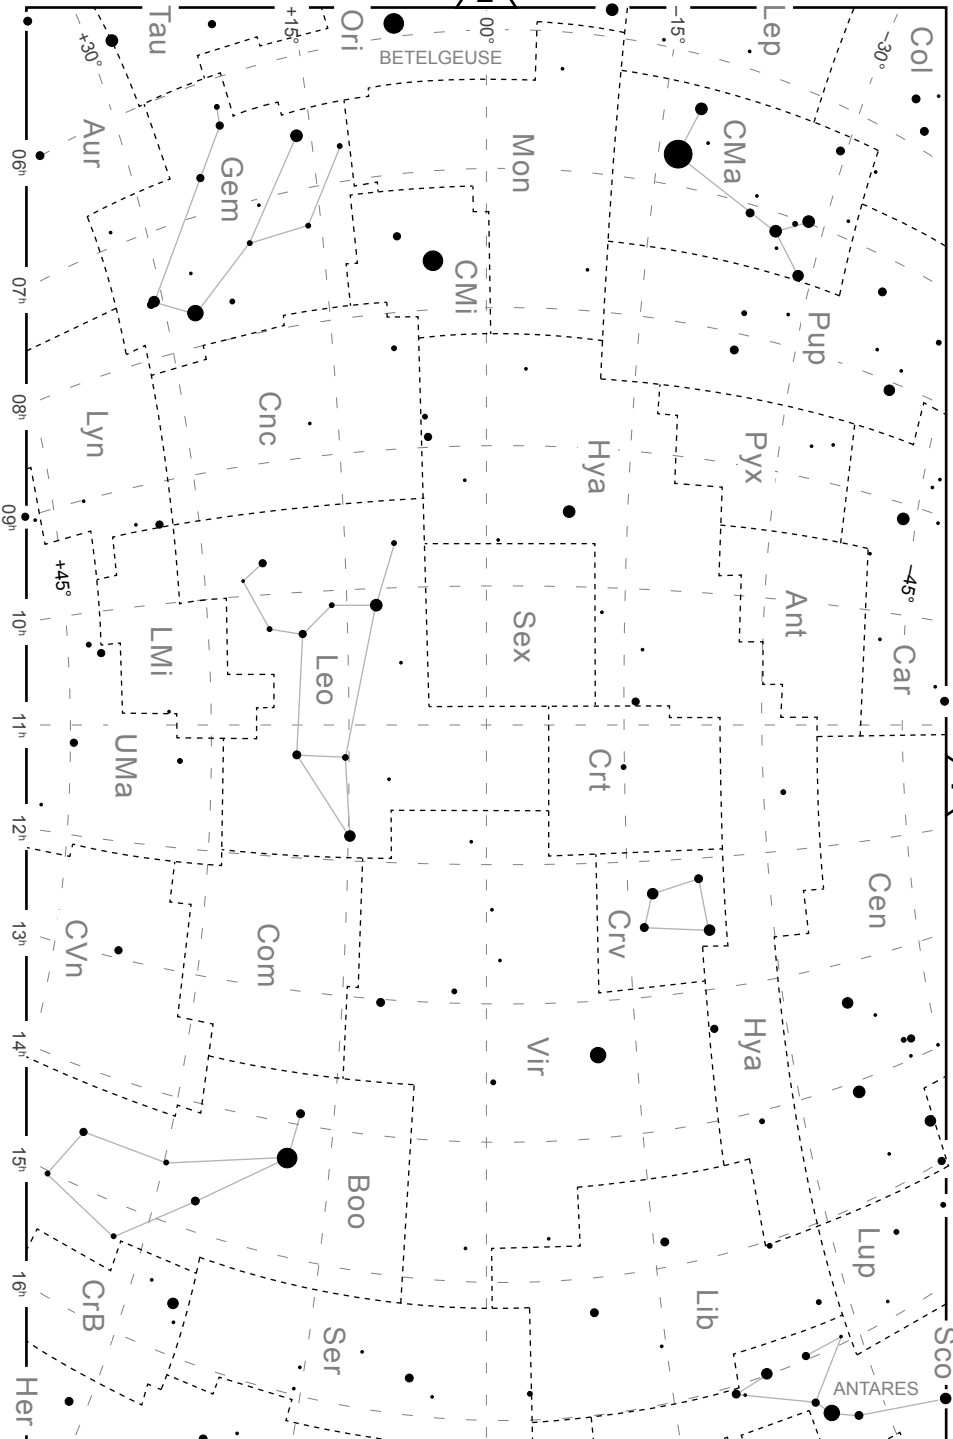 Tau
+15°
Ori
00°
−15°
Lep
−30°
Col
+30°
BETELGEUSE
Aur
06h
Gem
Mon
CMa
07h
CMi
Pup
08h
Lyn
Cnc
Hya
Pyx
09h
+45°
−45°
10h
LMi
Leo
Sex
Ant
Car
11h
UMa
Crt
12h
Cen
13h
CVn
Com
Crv
14h
Vir
Hya
15h
Boo
Lup
16h
CrB
Ser
Lib
Sco
Her
ANTARES